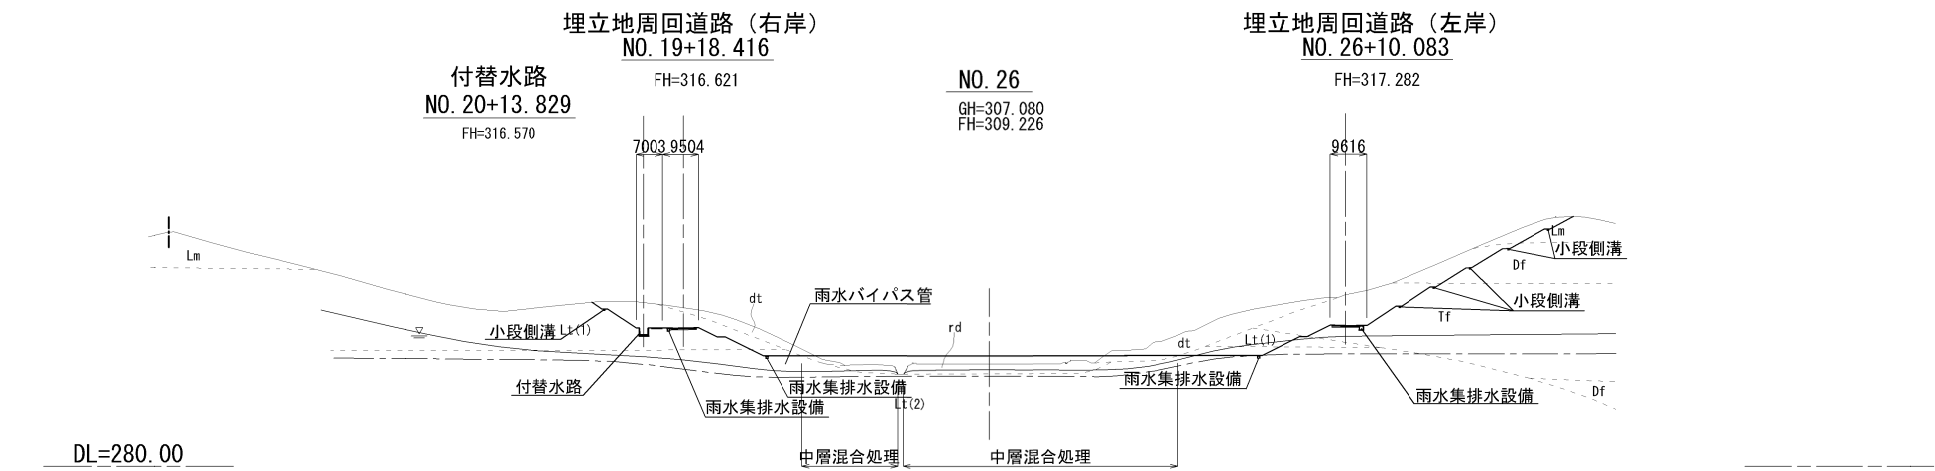 埋立地周回道路（右岸）
NO.19+18.416
FH=316.621
埋立地周回道路（左岸）
NO.26+10.083
FH=317.282
付替水路
NO.20+13.829
FH=316.570
NO.26
GH=307.080
FH=309.226
7003 9504
9616
Lm
Lm
小段側溝
Df
小段側溝
Tf
雨水バイパス管
dt
rd
小段側溝
Lt(1)
Lt(1)
dt
付替水路
雨水集排水設備
雨水集排水設備
雨水集排水設備
雨水集排水設備
Lt(2)
Df
中層混合処理
中層混合処理
DL=280.00